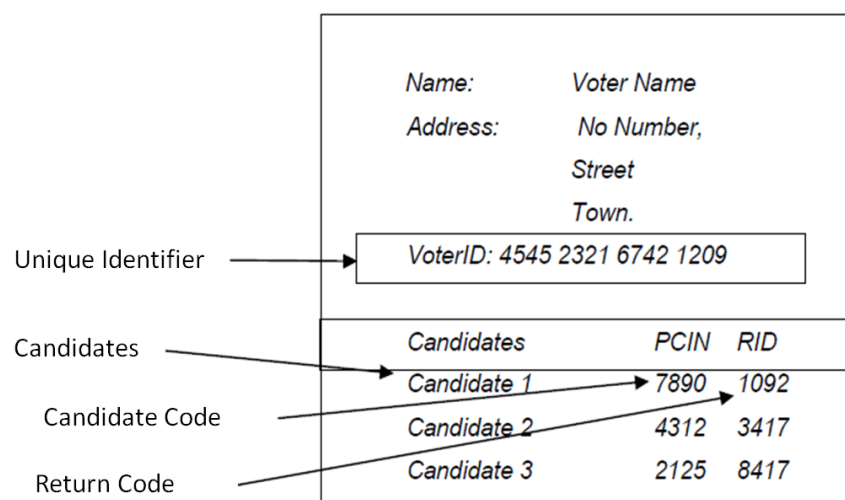 Name: Voter Name
Address: No Number,
Street
Town.
Unique Identifier
VoterID: 4545 2321 6742 1209
Candidates
Candidates PCIN RID
Candidate 1 7890 1092
Candidate Code
Candidate 2 4312 3417
Return Code
Candidate 3 2125 8417